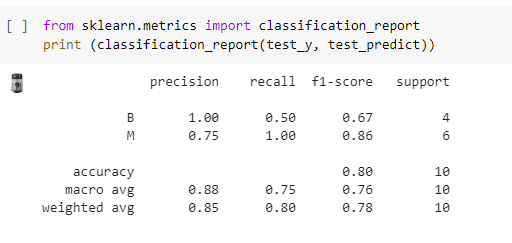 [ ] from sklearn.metrics import classification_report
print (classification_report(test_y, test_predict))
precision recall f1-score support
B 1.00 0.50 0.67 4
M 0.75 1.00 0.86 6
accuracy 0.80 10
macro avg 0.88 0.75 0.76 10
weighted avg 0.85 0.80 0.78 10